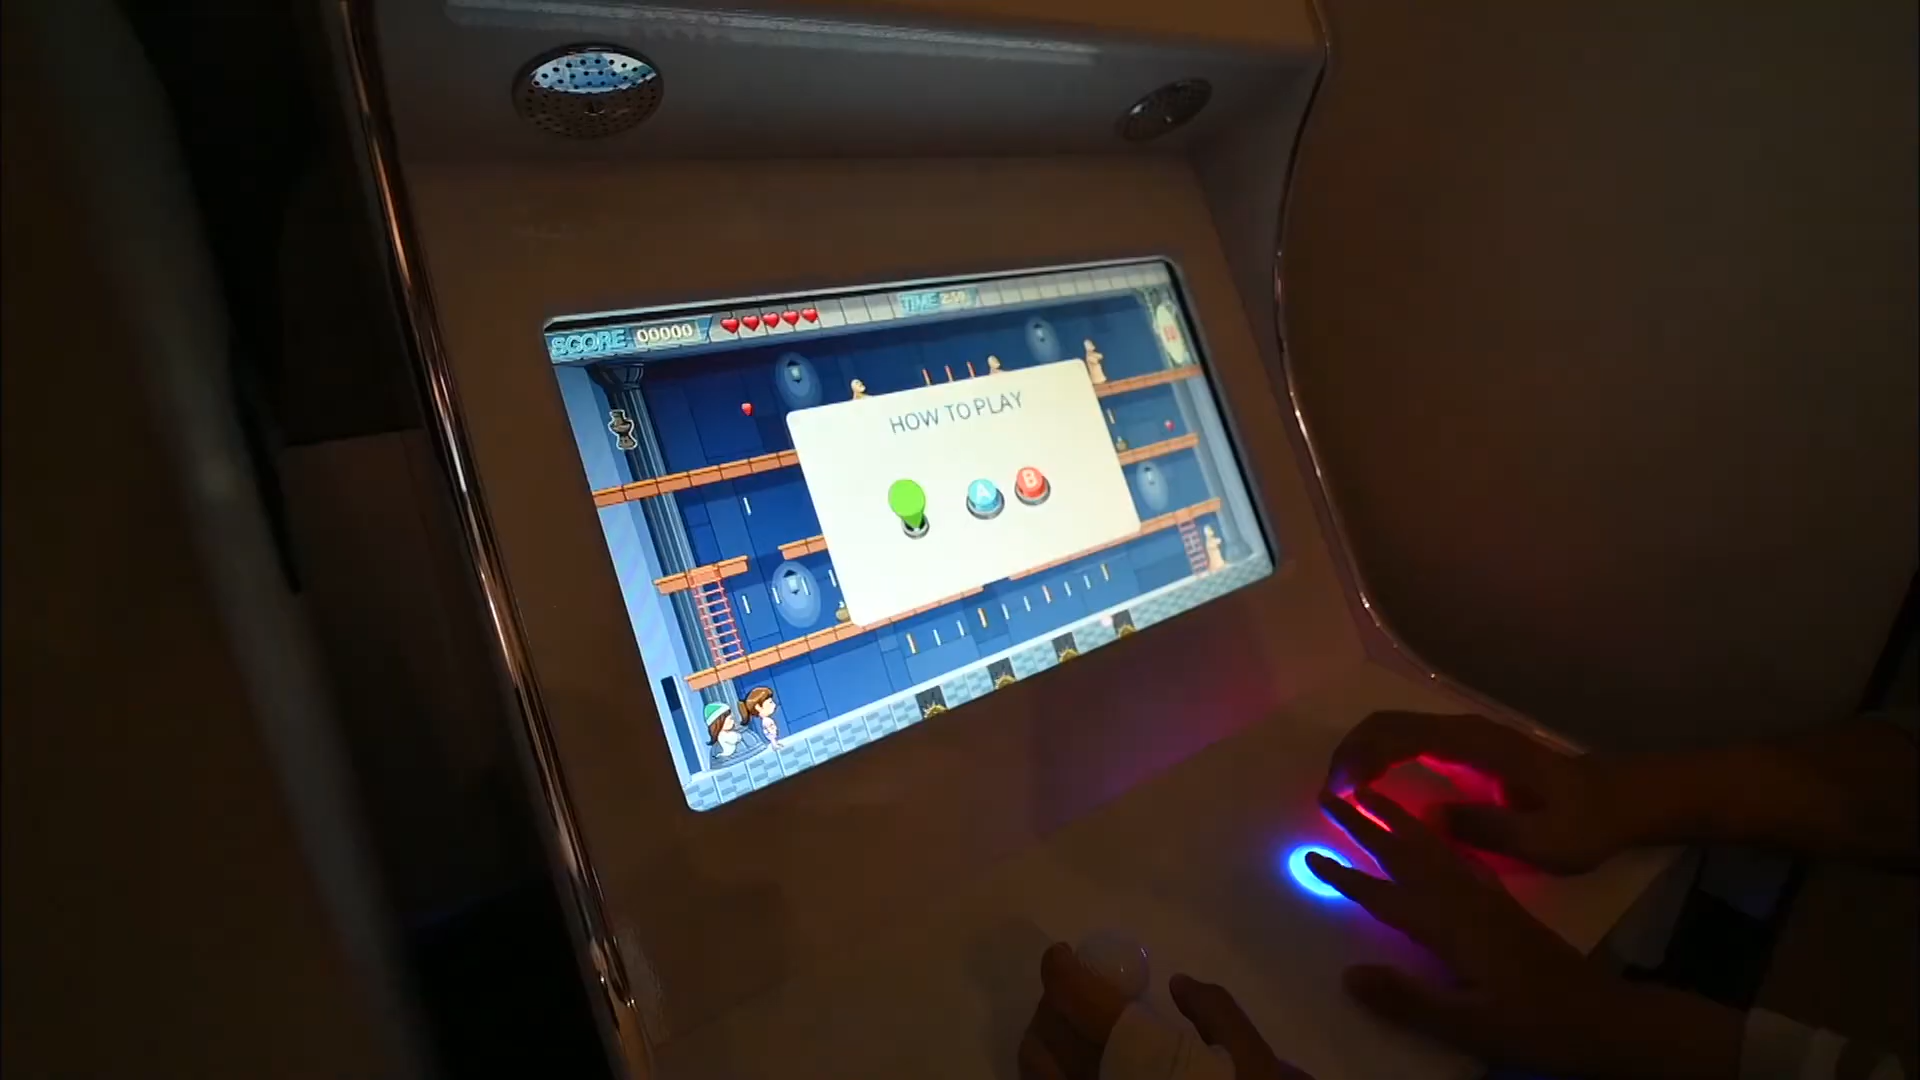 SCORE 00000
TIME
HOW TO PLAY
A
B